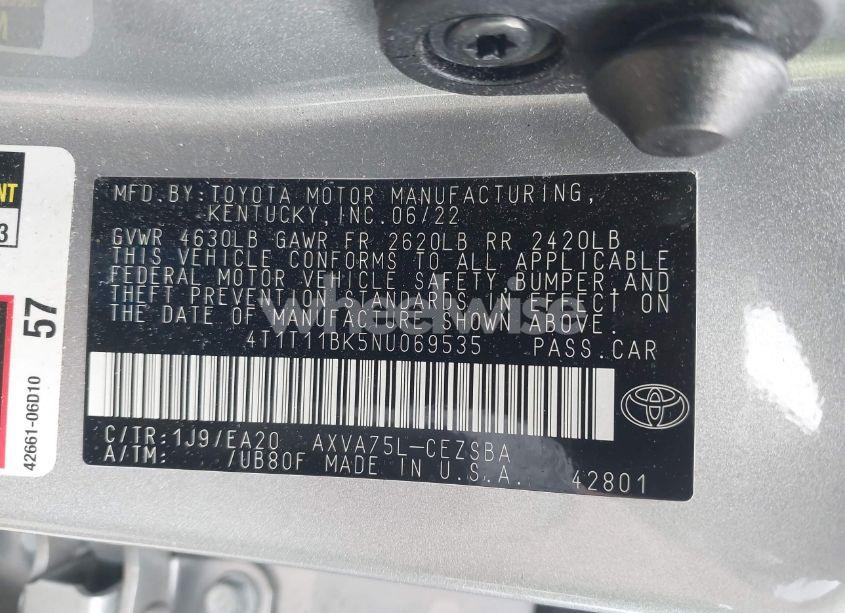 MFD.BY:TOYOTA MOTOR MANUFACTURING,
KENTUCKY,INC.06/22
GVWR 4630LB GAWR FR 2620LB RR 2420LB
THIS VEHICLE CONFORMS TO ALL APPLICABLE
FEDERAL MOTOR VEHICLE SAFETY,BUMPER,AND
THEFT PREVENTION STANDARDS IN EFFECT ON
THE DATE OF MANUFACTURE SHOWN ABOVE.
4T1T11BK5NU069535 PASS.CAR
C/TR:1J9/EA20 AXVA75L-CEZSBA
A/TM: /UB80F MADE IN U.S.A. 42801
wheelwise
57
42661-06D10
3